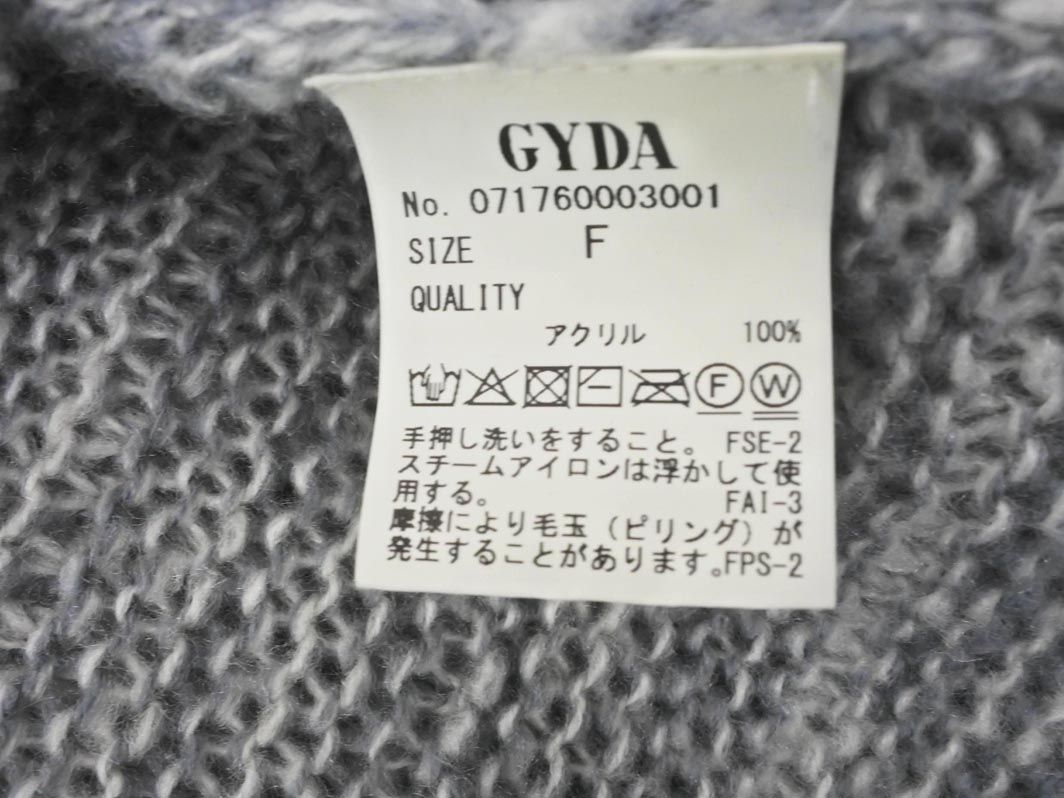 GYDA
No. 071760003001
SIZE F
QUALITY
アクリル 100%
F W
手押し洗いをすること。 FSE-2
スチームアイロンは浮かして使
用する。 FAI-3
摩擦により毛玉（ピリング）が
発生することがあります。FPS-2